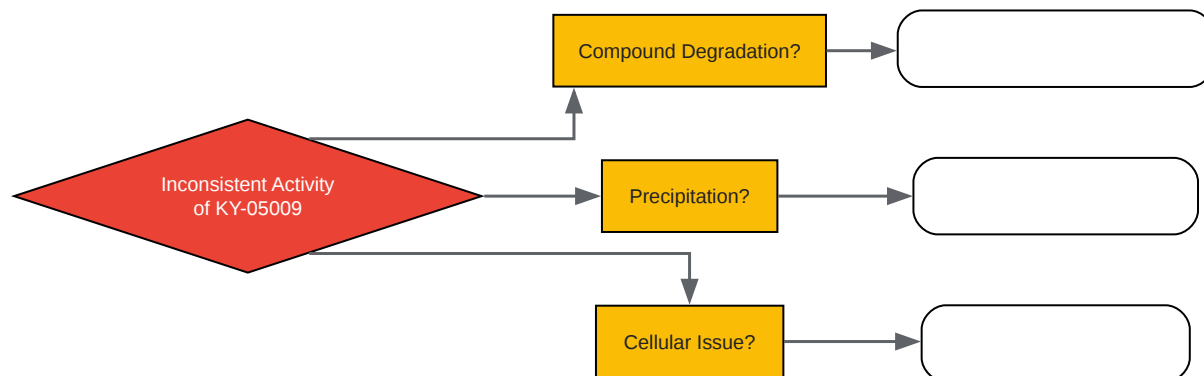 Compound Degradation?
Inconsistent Activity
of KY-05009
Precipitation?
Cellular Issue?